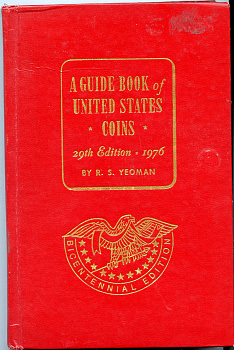 A GUIDE BOOK of
UNITED STATES
* COINS *
29th Edition • 1976
BY R. S. YEOMAN
BICENTENNIAL EDITION